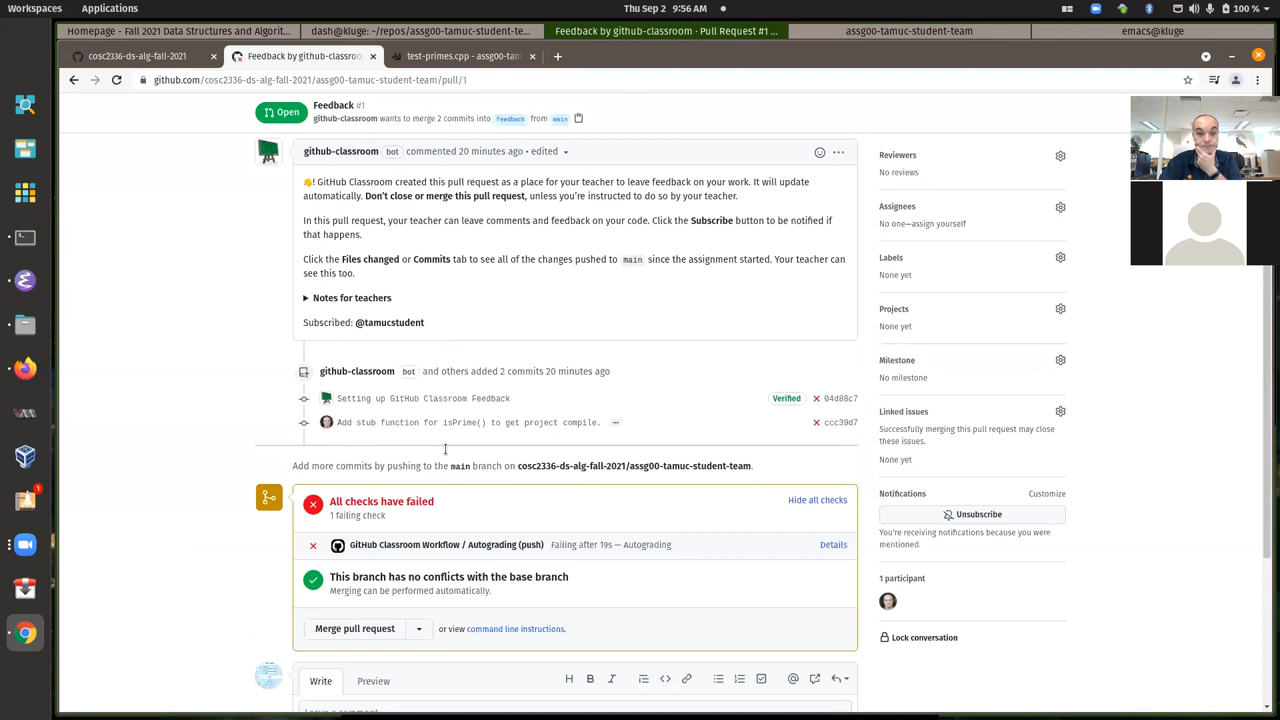 Workspaces Applications Thu Sep 2 9:56 AM 100 %
Homepage - Fall 2021 Data Structures and Algorit... dash@kluge: ~/repos/tamuc-student-te... Feedback by github-classroom · Pull Request #1 ... assg00-tamuc-student-team emacs@kluge
cosc2336-ds-alg-fall-2021 Feedback by github-classroo test-primes.cpp - assg00-tam
github.com/cosc2336-ds-alg-fall-2021/assg00-tamuc-student-team/pull/1
Open Feedback #1
github-classroom wants to merge 2 commits into feedback from main
github-classroom bot commented 20 minutes ago • edited
! GitHub Classroom created this pull request as a place for your teacher to leave feedback on your work. It will update
automatically. Don't close or merge this pull request, unless you're instructed to do so by your teacher.
In this pull request, your teacher can leave comments and feedback on your code. Click the Subscribe button to be notified if
that happens.
Click the Files changed or Commits tab to see all of the changes pushed to main since the assignment started. Your teacher can
see this too.
Notes for teachers
Subscribed: @tamucstudent
github-classroom bot and others added 2 commits 20 minutes ago
Setting up GitHub Classroom Feedback Verified 04d88c7
Add stub function for isPrime() to get project compile. ... ccc39d7
Add more commits by pushing to the main branch on cosc2336-ds-alg-fall-2021/assg00-tamuc-student-team.
All checks have failed Hide all checks
1 failing check
GitHub Classroom Workflow / Autograding (push) Failing after 19s — Autograding Details
This branch has no conflicts with the base branch
Merging can be performed automatically.
Merge pull request or view command line instructions.
Write Preview
Leave a comment
Reviewers
No reviews
Assignees
No one—assign yourself
Labels
None yet
Projects
None yet
Milestone
No milestone
Linked issues
Successfully merging this pull request may close
these issues.
None yet
Notifications Customize
Unsubscribe
You're receiving notifications because you were
mentioned.
1 participant
Lock conversation
1